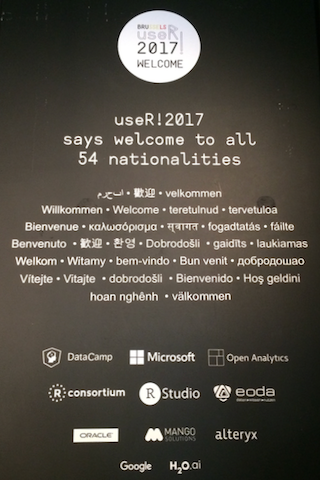 BRUSSELS
useR!
2017
WELCOME
useR!2017
says welcome to all
54 nationalities
歡迎 • velkommen
Willkommen • Welcome • teretulnud • tervetuloa
Bienvenue • καλωσόρισμα • स्वागत • fogadtatás • fáilte
Benvenuto • 歡迎 • 환영 • Dobrodošli • gaidīts • laukiamas
Welkom • Witamy • bem-vindo • Bun venit • добродошао
Vítejte • Vitajte • dobrodošli • Bienvenido • Hoş geldini
hoan nghênh • välkommen
DataCamp Microsoft Open Analytics
R consortium R Studio eoda
ORACLE MANGO SOLUTIONS alteryx
Google H2O.ai